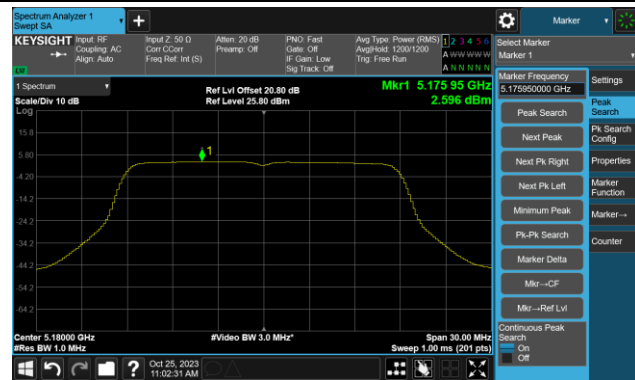 Spectrum Analyzer 1
Swept SA
Marker
KEYSIGHT
Input: RF
Coupling: AC
Align: Auto
Input Z: 50 Ω
Corr CCorr
Freq Ref: Int (S)
Atten: 20 dB
Preamp: Off
PNO: Fast
Gate: Off
IF Gain: Low
Sig Track: Off
Avg Type: Power (RMS)
Avg|Hold: 1200/1200
Trig: Free Run
1 2 3 4 5 6
A W W W W W
A N N N N N
Select Marker
Marker 1
1 Spectrum
Scale/Div 10 dB
Log
Ref Lvl Offset 20.80 dB
Ref Level 25.80 dBm
Mkr1 5.175 95 GHz
2.596 dBm
15.8
5.80
-4.20
-14.2
-24.2
-34.2
-44.2
-54.2
-64.2
1
Center 5.18000 GHz
#Res BW 1.0 MHz
#Video BW 3.0 MHz*
Span 30.00 MHz
Sweep 1.00 ms (201 pts)
Marker Frequency
5.175950000 GHz
Peak Search
Next Peak
Next Pk Right
Next Pk Left
Minimum Peak
Pk-Pk Search
Marker Delta
Mkr→CF
Mkr→Ref Lvl
Continuous Peak
Search
On
Off
Settings
Peak
Search
Pk Search
Config
Properties
Marker
Function
Marker→
Counter
Oct 25, 2023
11:02:31 AM